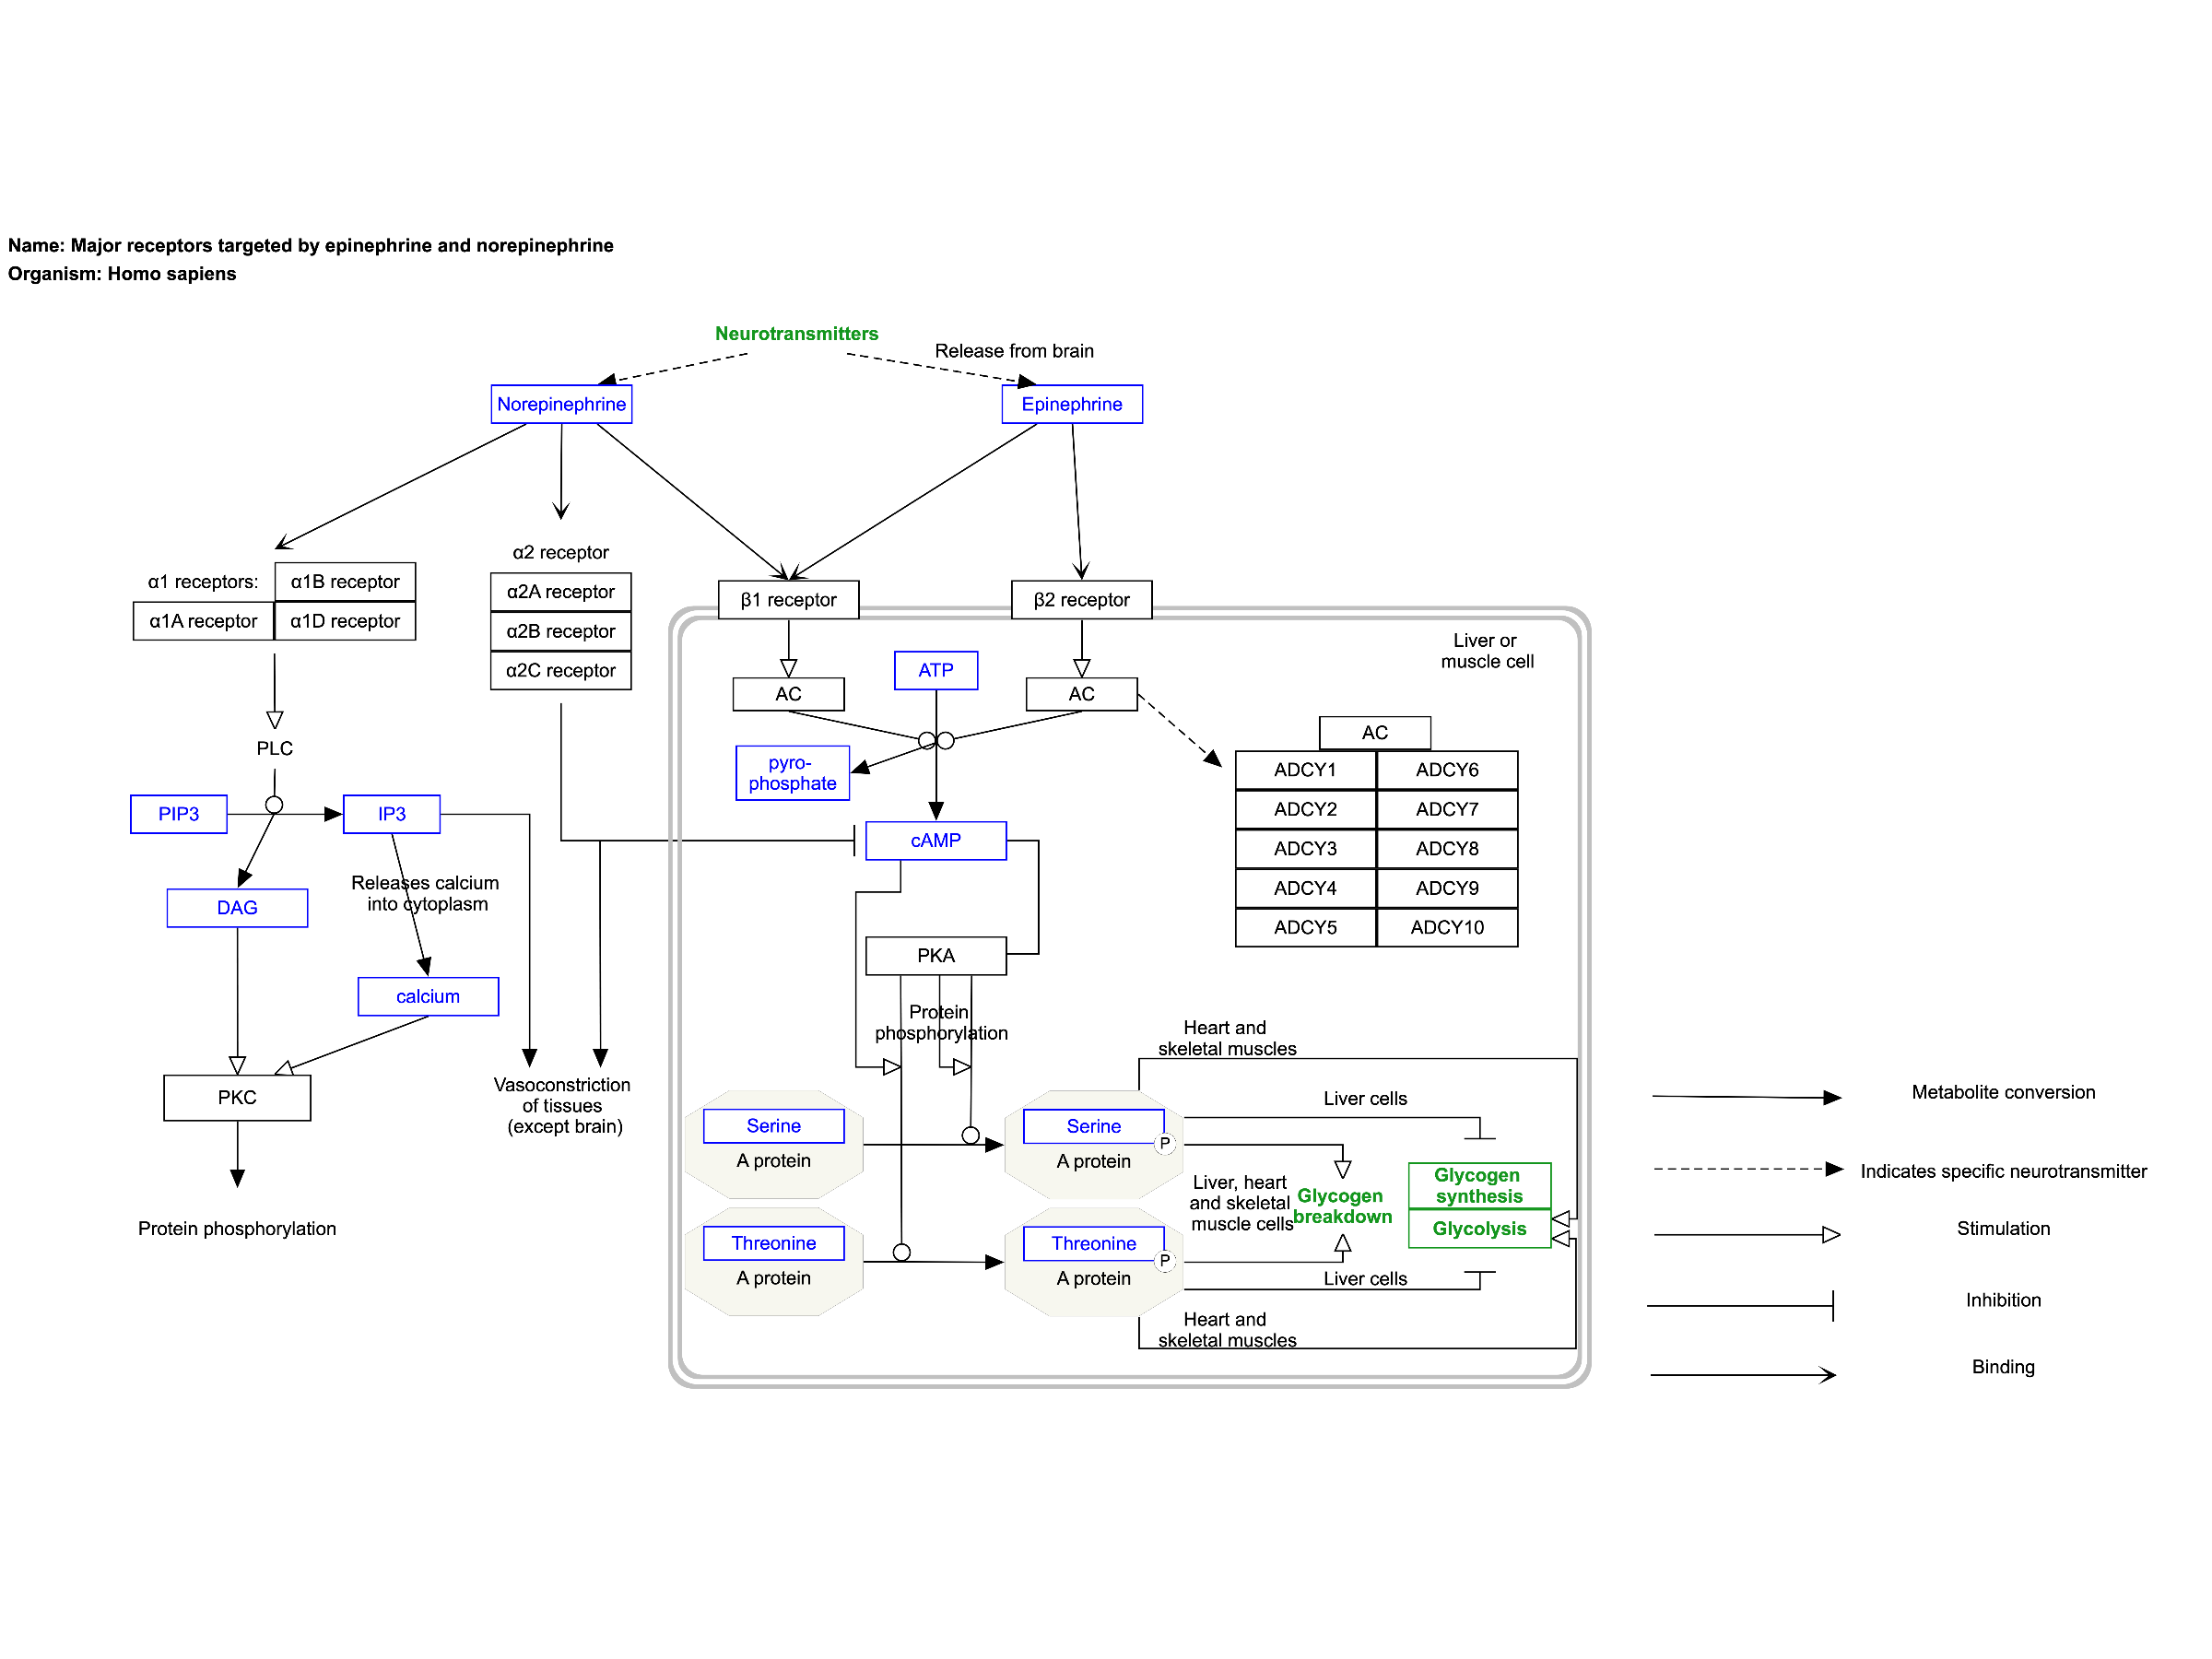 Name: Major receptors targeted by epinephrine and norepinephrine
Organism: Homo sapiens
Neurotransmitters
Release from brain
Norepinephrine
Epinephrine
α1 receptors:
α1B receptor
α1A receptor
α1D receptor
α2 receptor
α2A receptor
α2B receptor
α2C receptor
β1 receptor
β2 receptor
Liver or
muscle cell
AC
ATP
AC
pyro-
phosphate
AC
ADCY1
ADCY6
ADCY2
ADCY7
ADCY3
ADCY8
ADCY4
ADCY9
ADCY5
ADCY10
PLC
PIP3
IP3
cAMP
DAG
Releases calcium
into cytoplasm
calcium
PKA
Protein
phosphorylation
PKC
Vasoconstriction
of tissues
(except brain)
Protein phosphorylation
Heart and
skeletal muscles
Serine
A protein
Serine
P
A protein
Liver cells
Liver, heart
and skeletal
muscle cells
Glycogen
breakdown
Glycogen
synthesis
Glycolysis
Threonine
A protein
Threonine
P
A protein
Liver cells
Heart and
skeletal muscles
Metabolite conversion
Indicates specific neurotransmitter
Stimulation
Inhibition
Binding